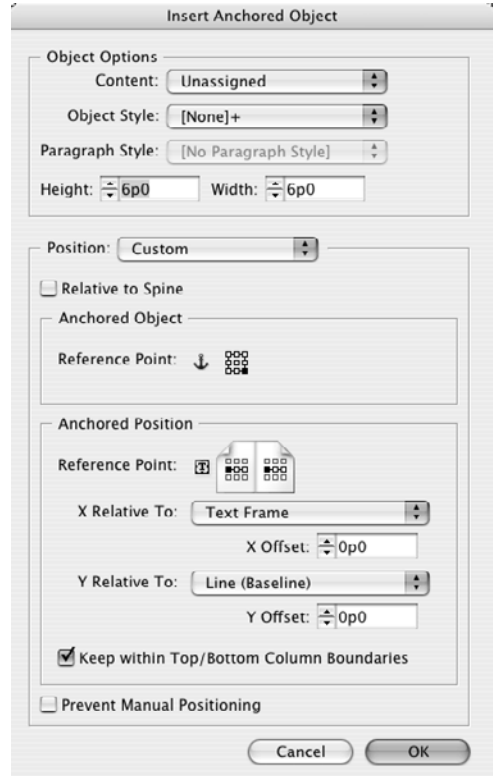 Insert Anchored Object
Object Options
Content: Unassigned
Object Style: [None]+
Paragraph Style: [No Paragraph Style]
Height: 6p0 Width: 6p0
Position: Custom
Relative to Spine
Anchored Object
Reference Point:
Anchored Position
Reference Point: T
X Relative To: Text Frame
X Offset: 0p0
Y Relative To: Line (Baseline)
Y Offset: 0p0
Keep within Top/Bottom Column Boundaries
Prevent Manual Positioning
Cancel OK